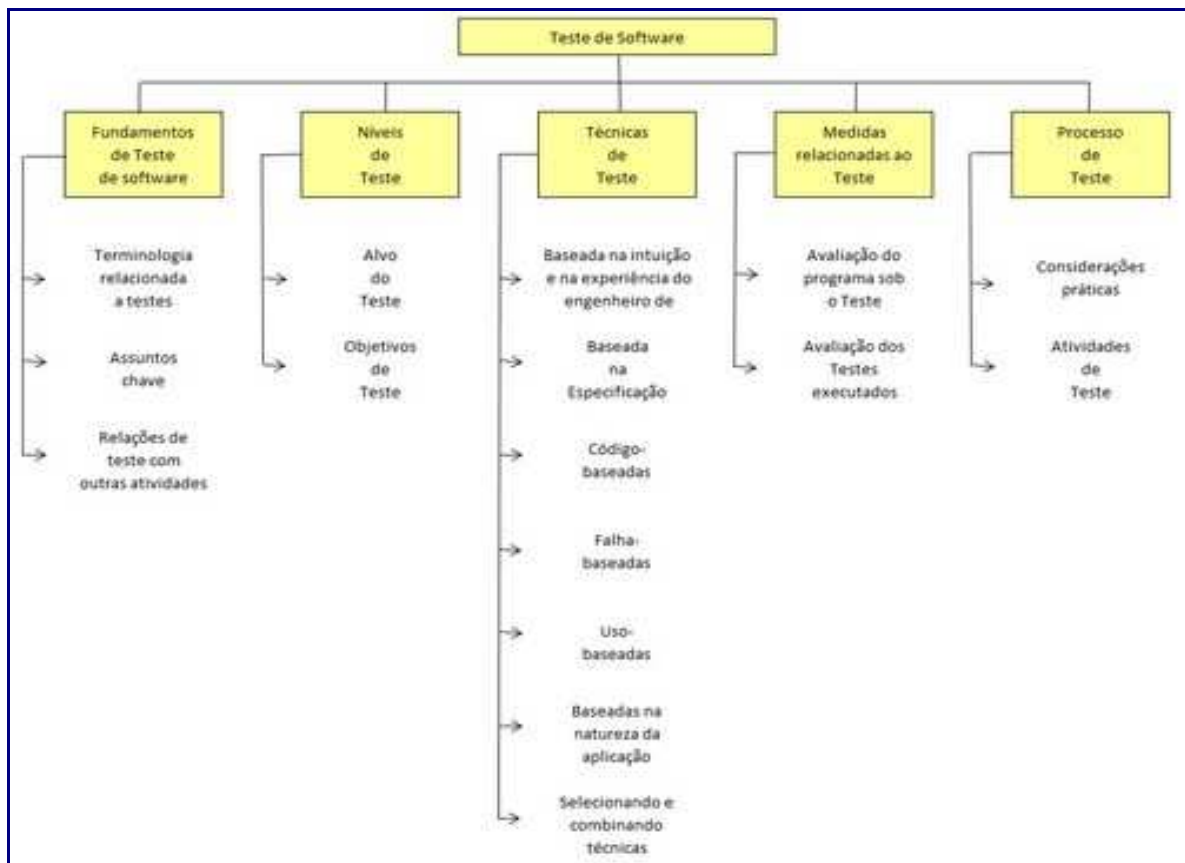 Teste de Software
Fundamentos
de Teste
de software
Níveis
de
Teste
Técnicas
de
Teste
Medidas
relacionadas ao
Teste
Processo
de
Teste
Terminologia
relacionada
a testes
Assuntos
chave
Relações de
teste com
outras atividades
Alvo
do
Teste
Objetivos
de
Teste
Baseada na intuição
e na experiência do
engenheiro de
Baseada
na
Especificação
Código-
baseadas
Falha-
baseadas
Uso-
baseadas
Baseadas na
natureza da
aplicação
Selecionando e
combinando
técnicas
Avaliação do
programa sob
o Teste
Avaliação dos
Testes
executados
Considerações
práticas
Atividades
de
Teste